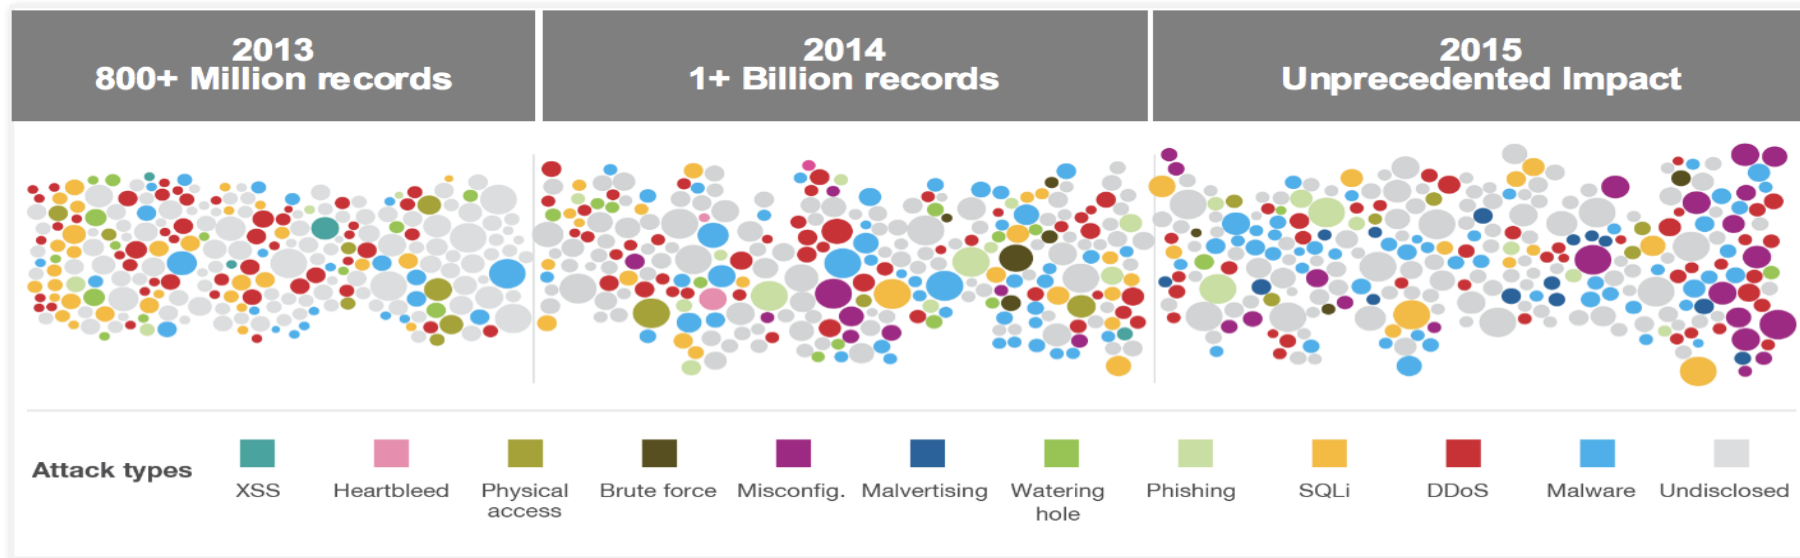 2013
800+ Million records
2014
1+ Billion records
2015
Unprecedented Impact
Attack types
XSS
Heartbleed
Physical
access
Brute force
Misconfig.
Malvertising
Watering
hole
Phishing
SQLi
DDoS
Malware
Undisclosed